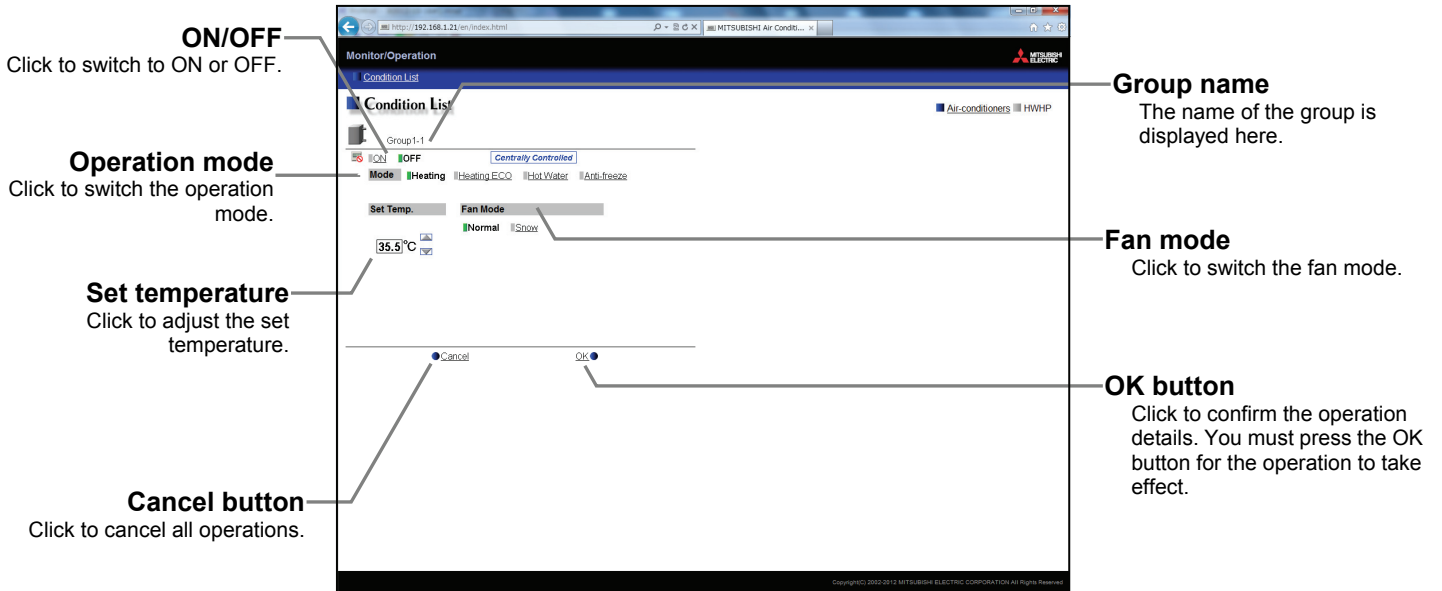 http://192.168.1.21/en/index.html
MITSUBISHI Air Conditi...
Monitor/Operation
MITSUBISHI
ELECTRIC
Condition List
Condition List
Air-conditioners HWHP
Group1-1
ON OFF Centrally Controlled
Mode Heating Heating ECO Hot Water Anti-freeze
Set Temp. Fan Mode
Normal Snow
35.5 °C
Cancel OK
Copyright(C) 2002-2012 MITSUBISHI ELECTRIC CORPORATION All Rights Reserved
ON/OFF
Click to switch to ON or OFF.
Operation mode
Click to switch the operation
mode.
Set temperature
Click to adjust the set
temperature.
Cancel button
Click to cancel all operations.
Group name
The name of the group is
displayed here.
Fan mode
Click to switch the fan mode.
OK button
Click to confirm the operation
details. You must press the OK
button for the operation to take
effect.